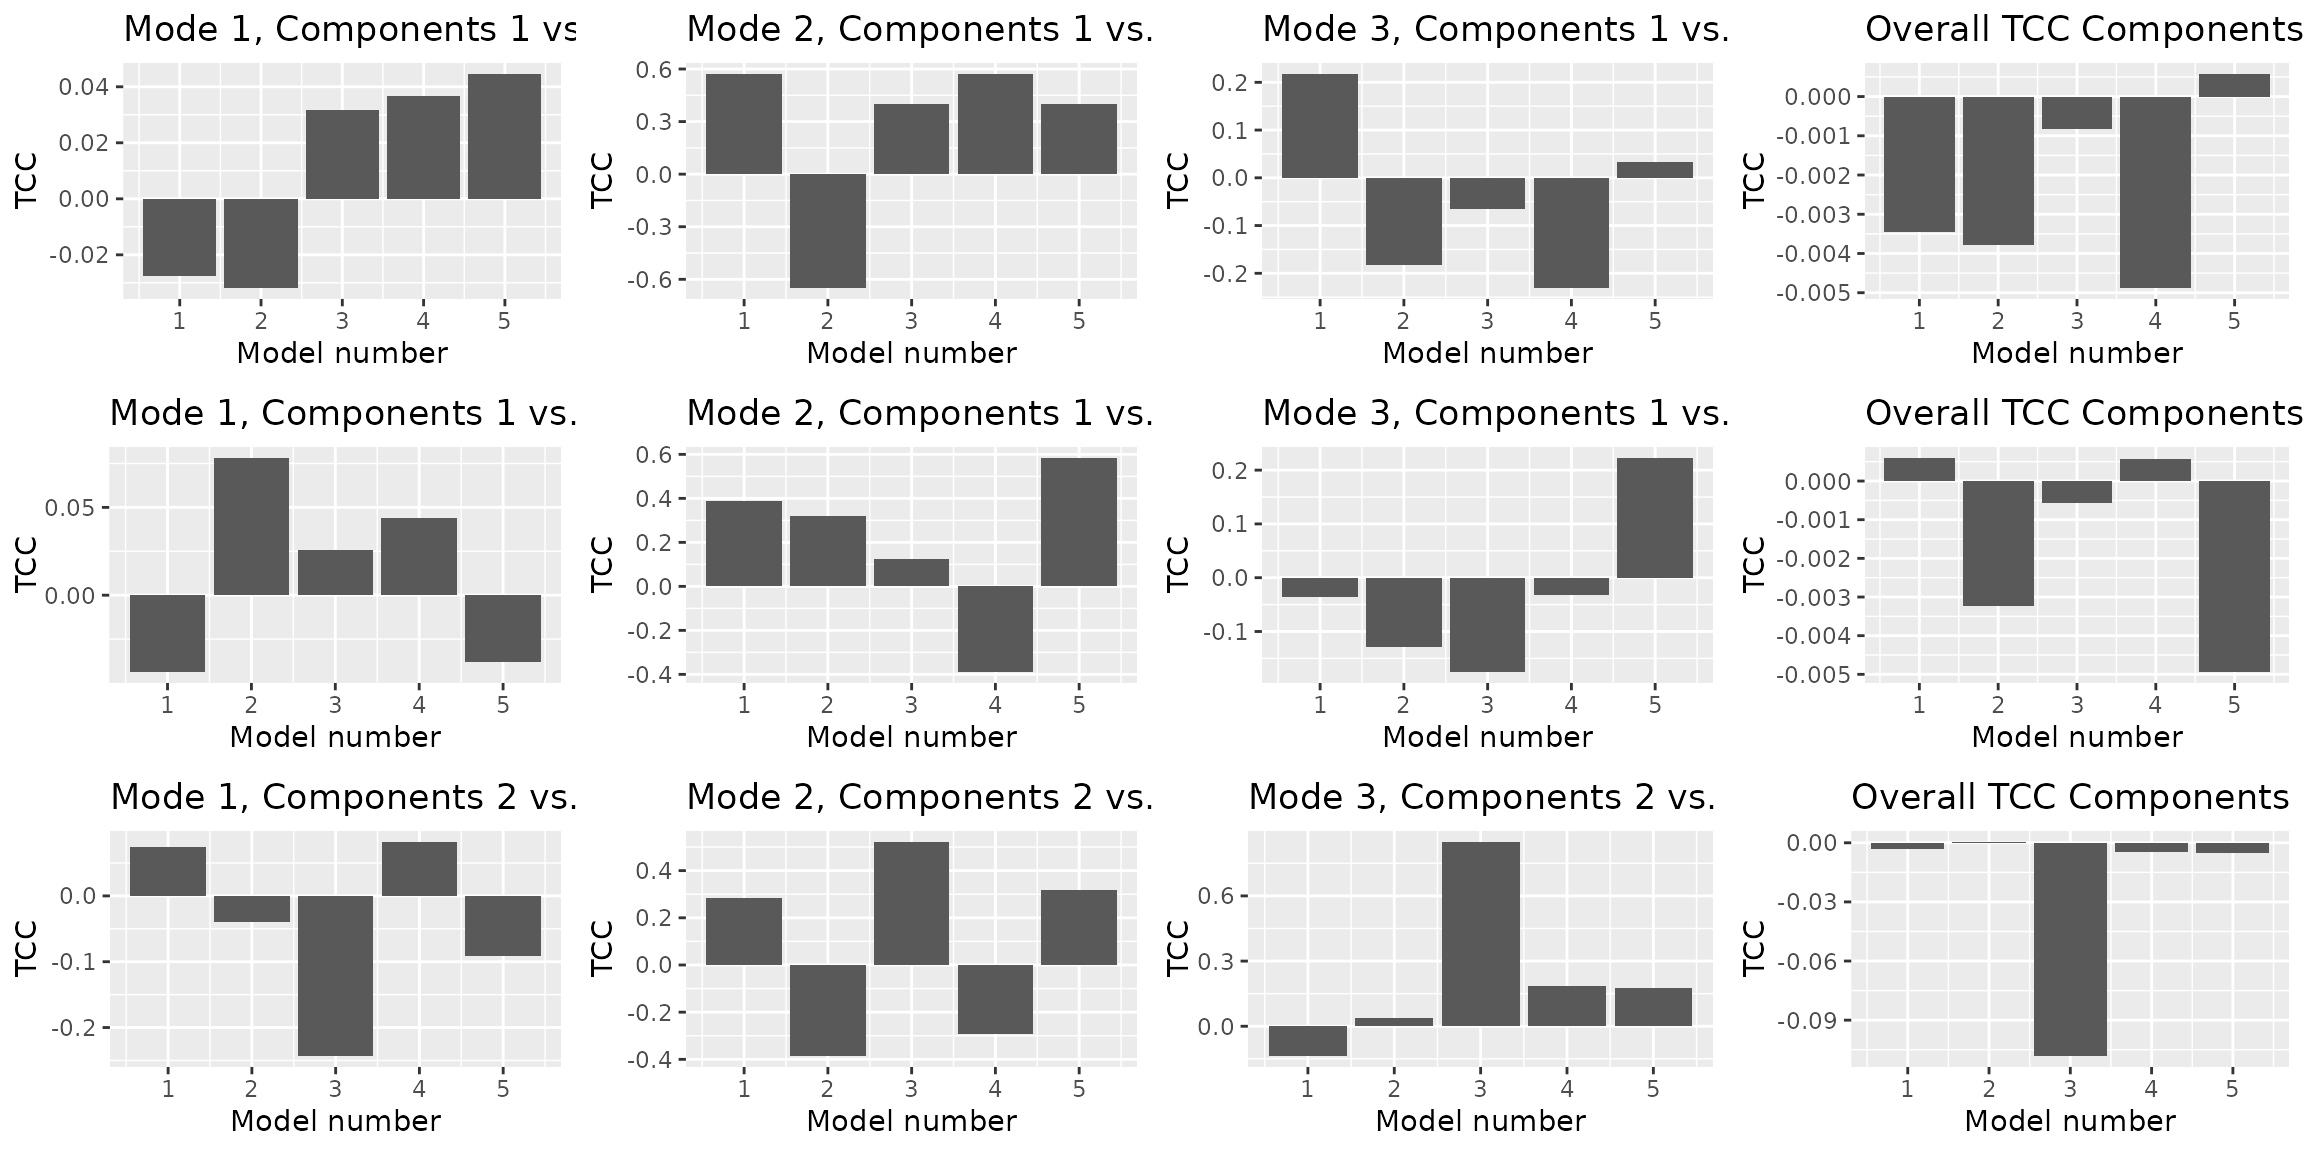 Mode 1, Components 1 vs
0.04
0.02
0.00
-0.02
TCC
1 2 3 4 5
Model number
Mode 2, Components 1 vs.
0.6
0.3
0.0
-0.3
-0.6
TCC
1 2 3 4 5
Model number
Mode 3, Components 1 vs.
0.2
0.1
0.0
-0.1
-0.2
TCC
1 2 3 4 5
Model number
Overall TCC Components
0.000
-0.001
-0.002
-0.003
-0.004
-0.005
TCC
1 2 3 4 5
Model number
Mode 1, Components 1 vs.
0.05
0.00
TCC
1 2 3 4 5
Model number
Mode 2, Components 1 vs.
0.6
0.4
0.2
0.0
-0.2
-0.4
TCC
1 2 3 4 5
Model number
Mode 3, Components 1 vs.
0.2
0.1
0.0
-0.1
TCC
1 2 3 4 5
Model number
Overall TCC Components
0.000
-0.001
-0.002
-0.003
-0.004
-0.005
TCC
1 2 3 4 5
Model number
Mode 1, Components 2 vs.
0.0
-0.1
-0.2
TCC
1 2 3 4 5
Model number
Mode 2, Components 2 vs.
0.4
0.2
0.0
-0.2
-0.4
TCC
1 2 3 4 5
Model number
Mode 3, Components 2 vs.
0.6
0.3
0.0
TCC
1 2 3 4 5
Model number
Overall TCC Components
0.00
-0.03
-0.06
-0.09
TCC
1 2 3 4 5
Model number